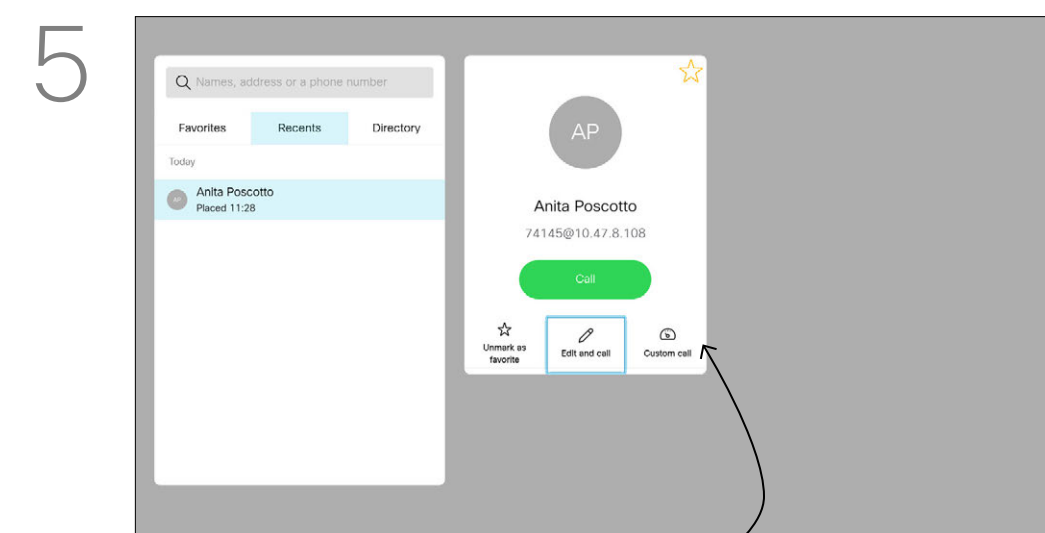 5
Names, address or a phone number
Favorites Recents Directory
Today
AP
Anita Poscotto
Placed 11:28
AP
Anita Poscotto
74145@10.47.8.108
Call
Unmark as
favorite
Edit and call
Custom call